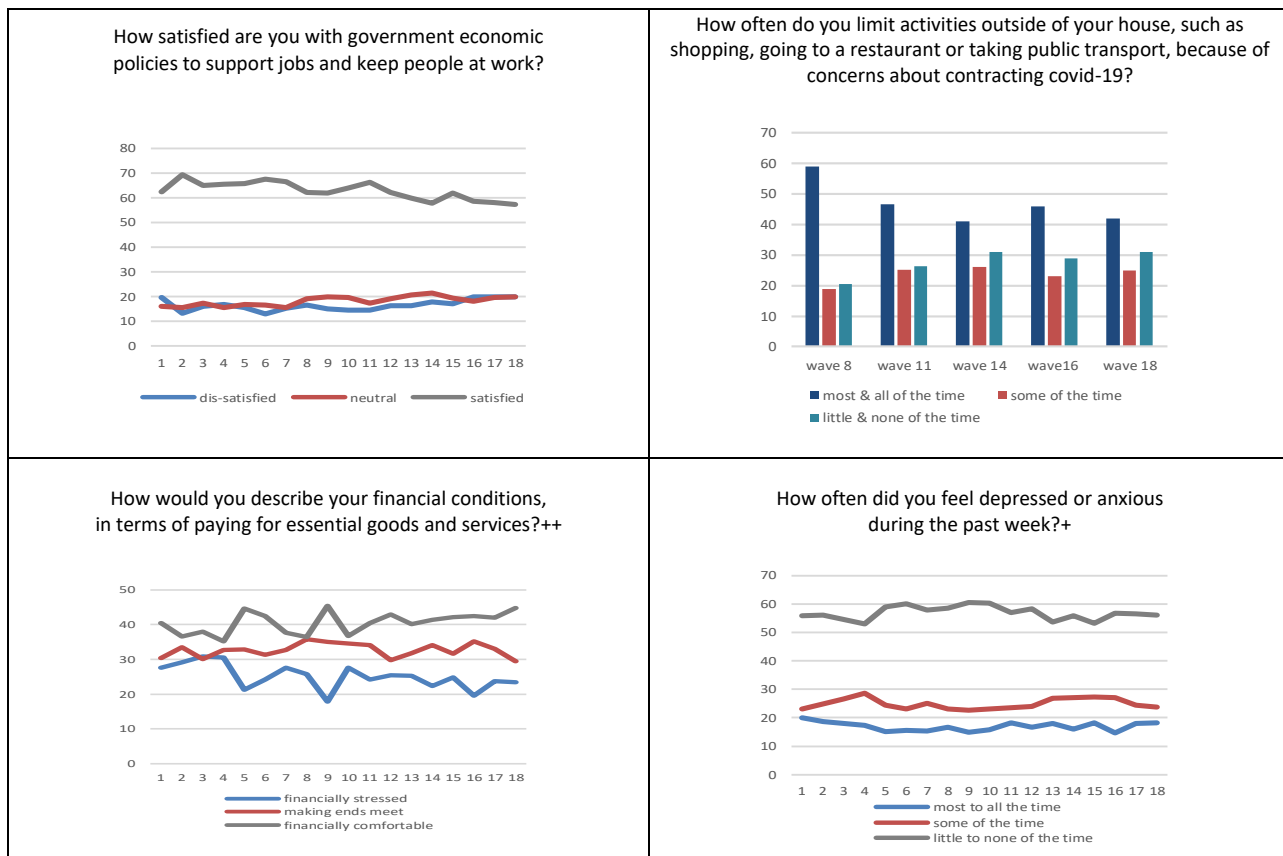 How satisfied are you with government economic
policies to support jobs and keep people at work?
80
70
60
50
40
30
20
10
0
1 2 3 4 5 6 7 8 9 10 11 12 13 14 15 16 17 18
dis-satisfied neutral satisfied
How often do you limit activities outside of your house, such as
shopping, going to a restaurant or taking public transport, because of
concerns about contracting covid-19?
70
60
50
40
30
20
10
0
wave 8 wave 11 wave 14 wave16 wave 18
most & all of the time some of the time
little & none of the time
How would you describe your financial conditions,
in terms of paying for essential goods and services?++
50
40
30
20
10
0
1 2 3 4 5 6 7 8 9 10 11 12 13 14 15 16 17 18
financially stressed
making ends meet
financially comfortable
How often did you feel depressed or anxious
during the past week?+
70
60
50
40
30
20
10
0
1 2 3 4 5 6 7 8 9 10 11 12 13 14 15 16 17 18
most to all the time
some of the time
little to none of the time